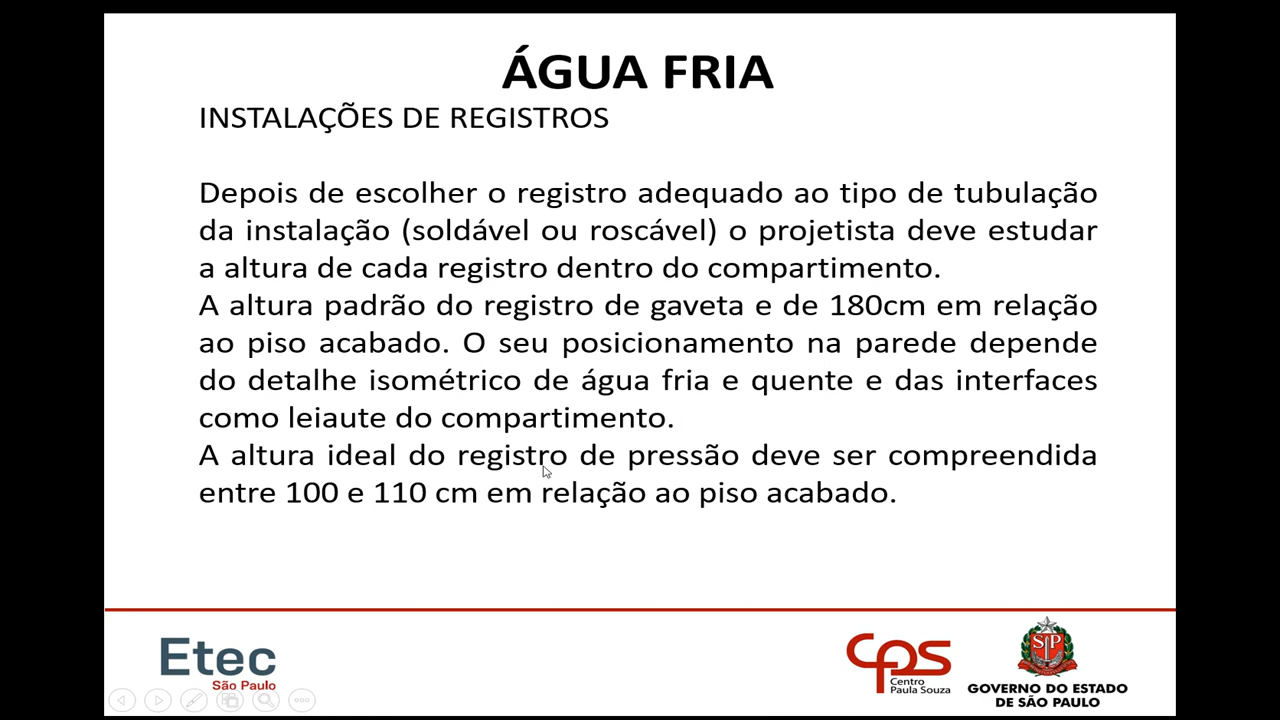 ÁGUA FRIA
INSTALAÇÕES DE REGISTROS
Depois de escolher o registro adequado ao tipo de tubulação
da instalação (soldável ou roscável) o projetista deve estudar
a altura de cada registro dentro do compartimento.
A altura padrão do registro de gaveta e de 180cm em relação
ao piso acabado. O seu posicionamento na parede depende
do detalhe isométrico de água fria e quente e das interfaces
como leiaute do compartimento.
A altura ideal do registro de pressão deve ser compreendida
entre 100 e 110 cm em relação ao piso acabado.
Etec
São Paulo
CPS
Centro
Paula Souza
SP
GOVERNO DO ESTADO
DE SÃO PAULO